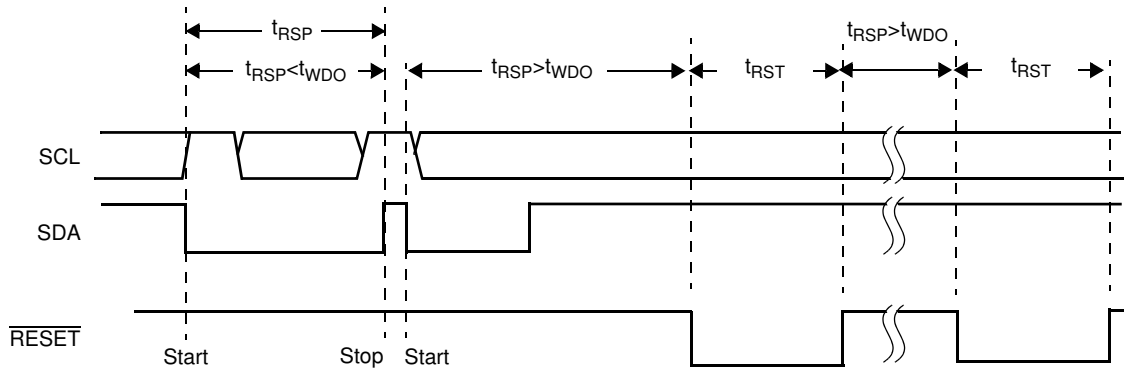 tRSP
tRSP<tWDO
tRSP>tWDO
tRST
tRSP>tWDO
tRST
SCL
SDA
RESET
Start
Stop
Start